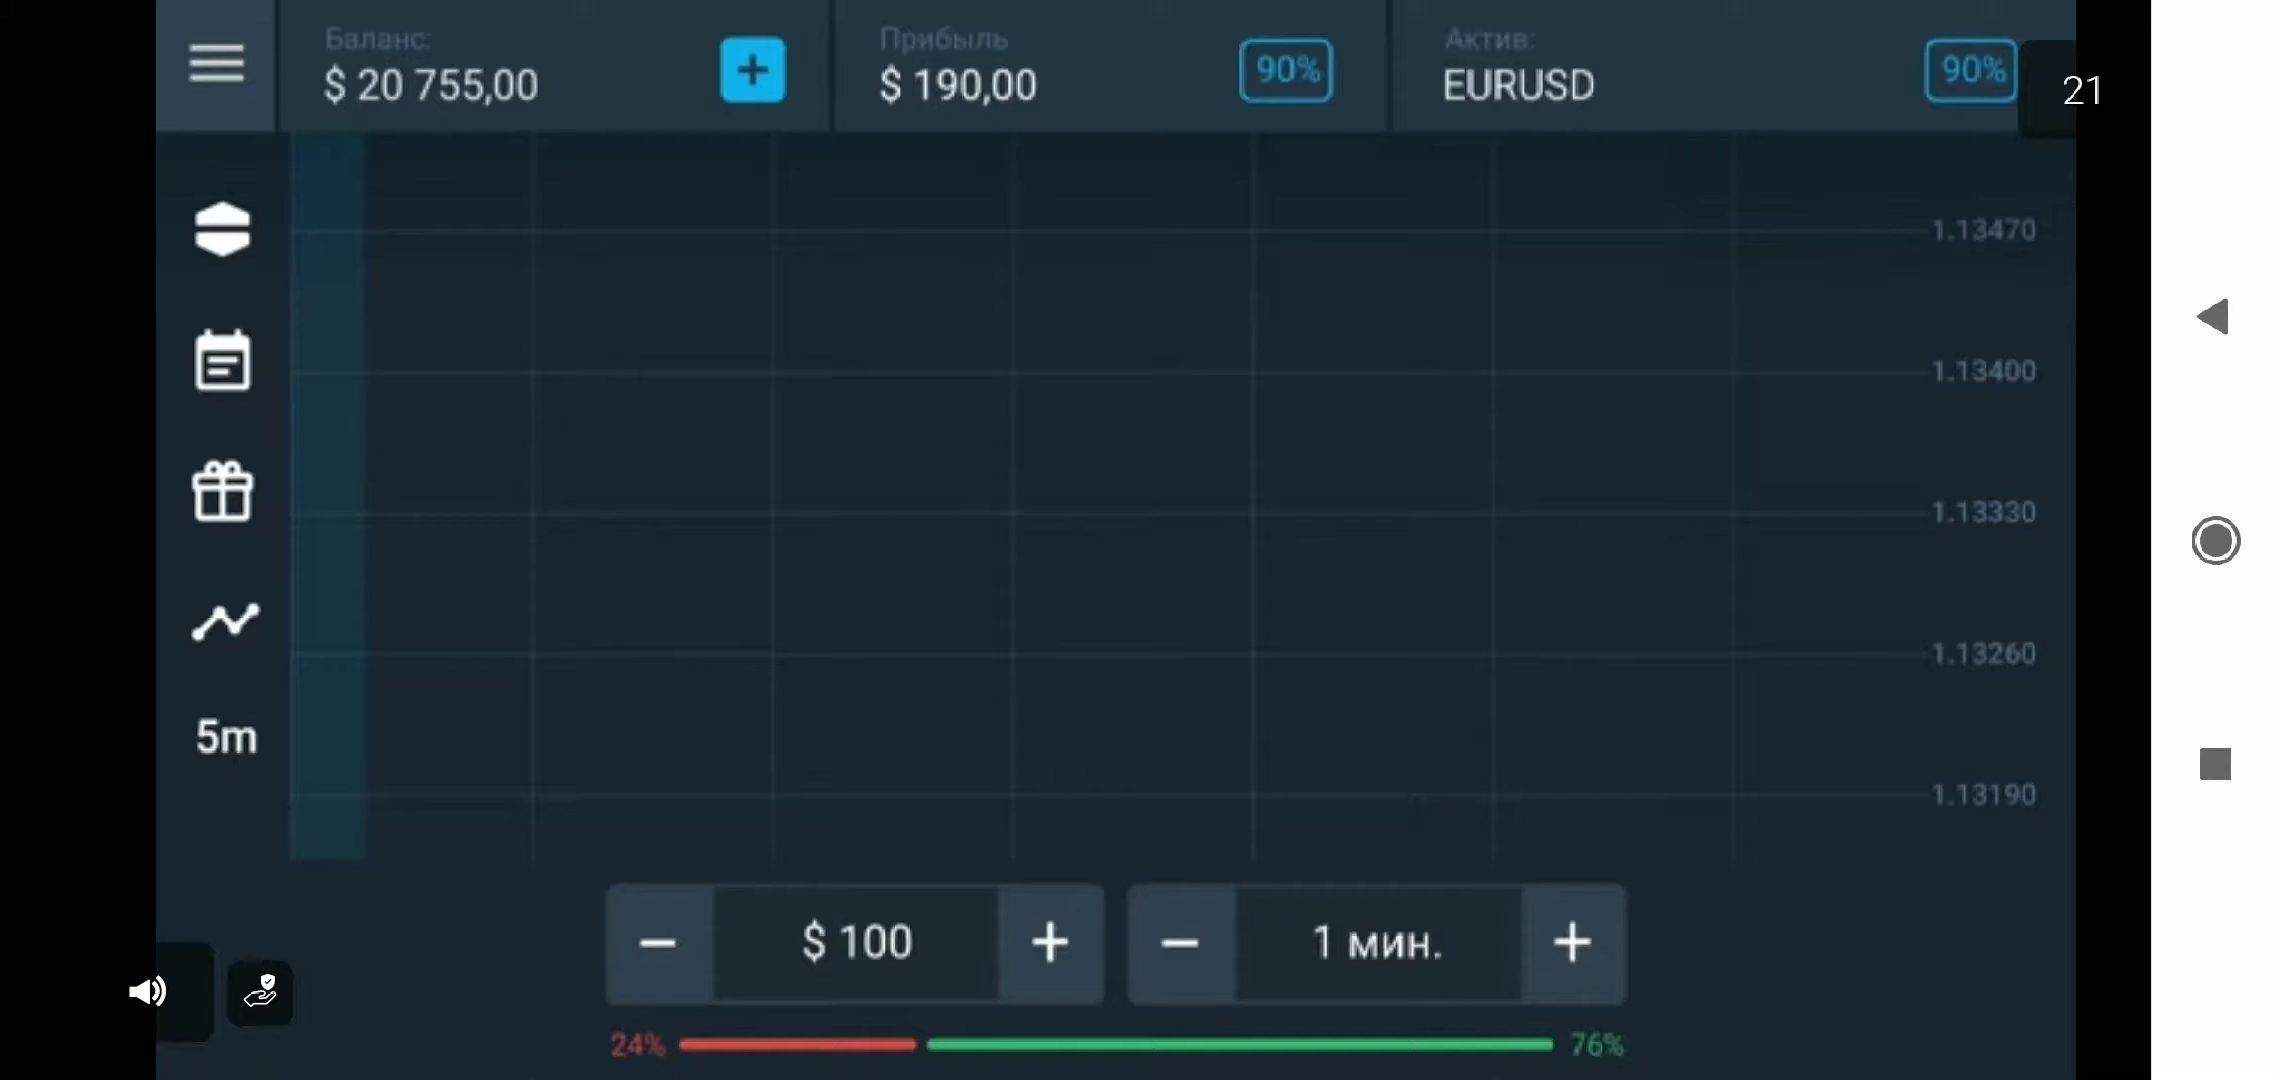 Баланс:
$ 20 755,00
Прибыль
$ 190,00
90%
Актив:
EURUSD
90%
21
1.13470
1.13400
1.13330
1.13260
1.13190
5m
$ 100
1 мин.
24%
76%